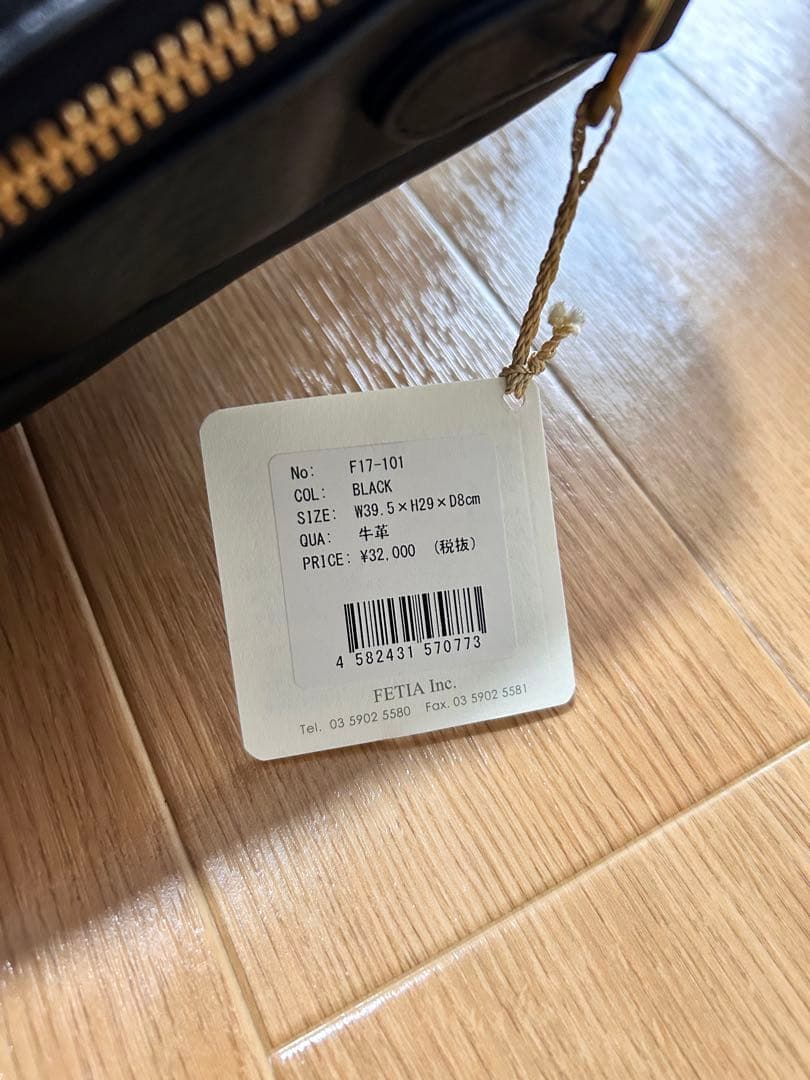 No: F17-101
COL: BLACK
SIZE: W39.5×H29×D8cm
QUA: 牛革
PRICE: ¥32,000 (税抜)
4 582431 570773
FETIA Inc.
Tel. 03 5902 5580 Fax. 03 5902 5581